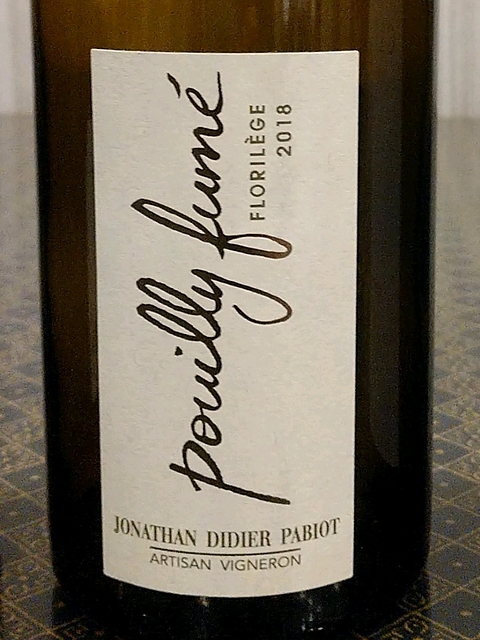 pouilly fumé
FLORILÈGE
2018
JONATHAN DIDIER PABIOT
ARTISAN VIGNERON